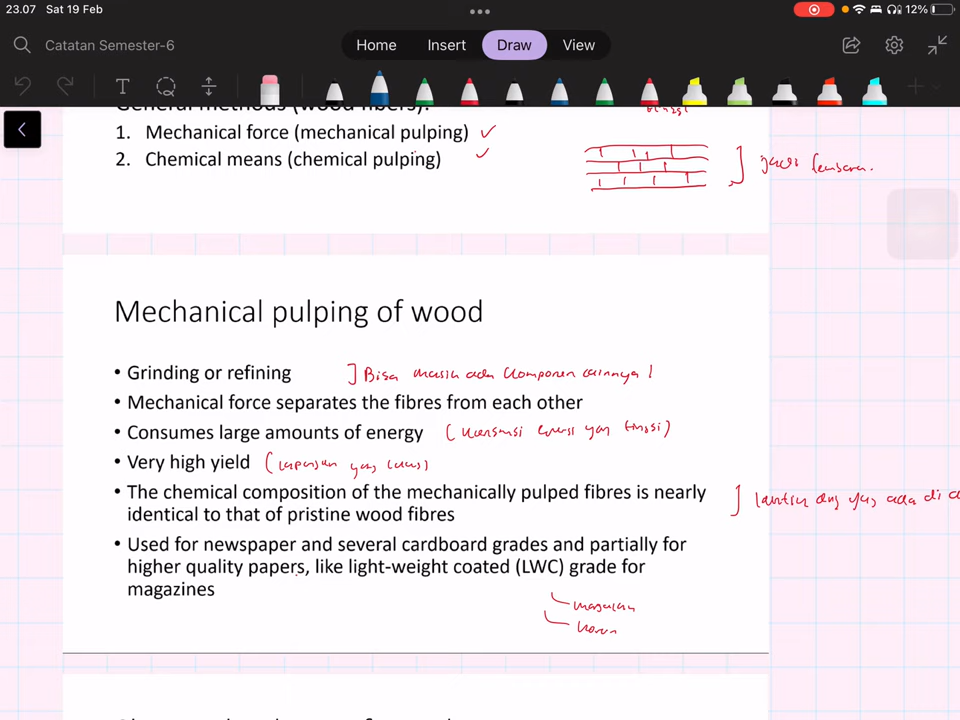 23.07 Sat 19 Feb
12%
Catatan Semester-6
Home Insert Draw View
General methods (wood fibers):
1. Mechanical force (mechanical pulping)
2. Chemical means (chemical pulping)
Mechanical pulping of wood
• Grinding or refining
] Bisa masih ada komponen lainnya !
• Mechanical force separates the fibres from each other
• Consumes large amounts of energy
(konsumsi energi yang tinggi)
• Very high yield
• The chemical composition of the mechanically pulped fibres is nearly
identical to that of pristine wood fibres
• Used for newspaper and several cardboard grades and partially for
higher quality papers, like light-weight coated (LWC) grade for
magazines
majalah
koran